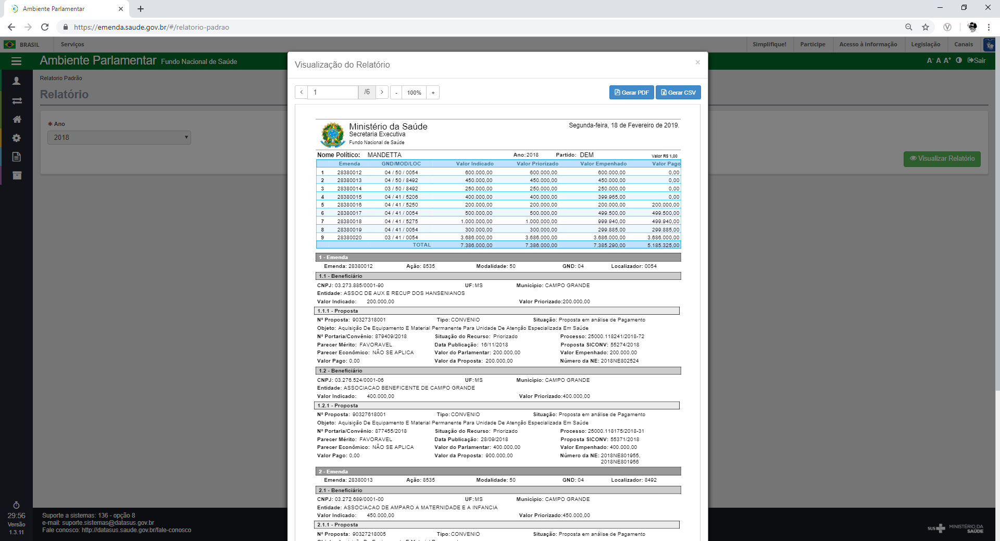 Ambiente Parlamentar
https://emenda.saude.gov.br/#/relatorio-padrao
BRASIL Serviços Simplifique! Participe Acesso à informação Legislação Canais
Ambiente Parlamentar Fundo Nacional de Saúde A- A A+ Sair
Relatorio Padrão
Relatório
* Ano
2018
Visualizar Relatório
Visualização do Relatório ×
< 1 /6 > - 100% + Gerar PDF Gerar CSV
Ministério da Saúde Segunda-feira, 18 de Fevereiro de 2019.
Secretaria Executiva
Fundo Nacional de Saúde
Nome Político: MANDETTA Ano: 2018 Partido: DEM Valor R$ 1,00
Emenda GND/MOD/LOC Valor Indicado Valor Priorizado Valor Empenhado Valor Pago
1 28380012 04 / 50 / 0054 600.000,00 600.000,00 600.000,00 0,00
2 28380013 04 / 50 / 8492 450.000,00 450.000,00 450.000,00 0,00
3 28380014 03 / 50 / 8492 250.000,00 250.000,00 250.000,00 0,00
4 28380015 04 / 41 / 5206 400.000,00 400.000,00 399.965,00 0,00
5 28380016 04 / 41 / 5250 200.000,00 200.000,00 200.000,00 200.000,00
6 28380017 04 / 41 / 0054 500.000,00 500.000,00 499.500,00 499.500,00
7 28380018 04 / 41 / 5275 1.000.000,00 1.000.000,00 999.940,00 499.940,00
8 28380019 04 / 41 / 0054 300.000,00 300.000,00 299.885,00 299.885,00
9 28380020 03 / 41 / 0054 3.686.000,00 3.686.000,00 3.686.000,00 3.686.000,00
TOTAL 7.386.000,00 7.386.000,00 7.385.290,00 5.185.325,00
1 - Emenda
Emenda: 28380012 Ação: 8535 Modalidade: 50 GND: 04 Localizador: 0054
1.1 - Beneficiário
CNPJ: 03.273.885/0001-90 UF: MS Município: CAMPO GRANDE
Entidade: ASSOC DE AUX E RECUP DOS HANSENIANOS
Valor Indicado: 200.000,00 Valor Priorizado:200.000,00
1.1.1 - Proposta
Nº Proposta: 90327318001 Tipo: CONVENIO Situação: Proposta em análise de Pagamento
Objeto: Aquisição De Equipamento E Material Permanente Para Unidade De Atenção Especializada Em Saúde
Nº Portaria/Convênio: 879409/2018 Situação do Recurso: Priorizado Processo: 25000.118241/2018-72
Parecer Mérito: FAVORAVEL Data Publicação: 16/11/2018 Proposta SICONV: 55274/2018
Parecer Econômico: NÃO SE APLICA Valor do Parlamentar: 200.000,00 Valor Empenhado: 200.000,00
Valor Pago: 0,00 Valor da Proposta: 200.000,00 Número da NE: 2018NE802524
1.2 - Beneficiário
CNPJ: 03.276.524/0001-06 UF: MS Município: CAMPO GRANDE
Entidade: ASSOCIACAO BENEFICENTE DE CAMPO GRANDE
Valor Indicado: 400.000,00 Valor Priorizado:400.000,00
1.2.1 - Proposta
Nº Proposta: 90327618001 Tipo: CONVENIO Situação: Proposta em análise de Pagamento
Objeto: Aquisição De Equipamento E Material Permanente Para Unidade De Atenção Especializada Em Saúde
Nº Portaria/Convênio: 877455/2018 Situação do Recurso: Priorizado Processo: 25000.118175/2018-31
Parecer Mérito: FAVORAVEL Data Publicação: 28/09/2018 Proposta SICONV: 55371/2018
Parecer Econômico: NÃO SE APLICA Valor do Parlamentar: 400.000,00 Valor Empenhado: 400.000,00
Valor Pago: 0,00 Valor da Proposta: 900.000,00 Número da NE: 2018NE801955,
2018NE801956
2 - Emenda
Emenda: 28380013 Ação: 8535 Modalidade: 50 GND: 04 Localizador: 8492
2.1 - Beneficiário
CNPJ: 03.272.689/0001-00 UF: MS Município: CAMPO GRANDE
Entidade: ASSOCIACAO DE AMPARO A MATERNIDADE E A INFANCIA
Valor Indicado: 450.000,00 Valor Priorizado:450.000,00
2.1.1 - Proposta
Nº Proposta: 90327218005 Tipo: CONVENIO Situação: Proposta em análise de Pagamento
29:56
Versão
1.3.11
Suporte a sistemas: 136 - opção 8
e-mail: suporte.sistemas@datasus.gov.br
Fale conosco: http://datasus.saude.gov.br/fale-conosco
SUS MINISTÉRIO DA
SAÚDE